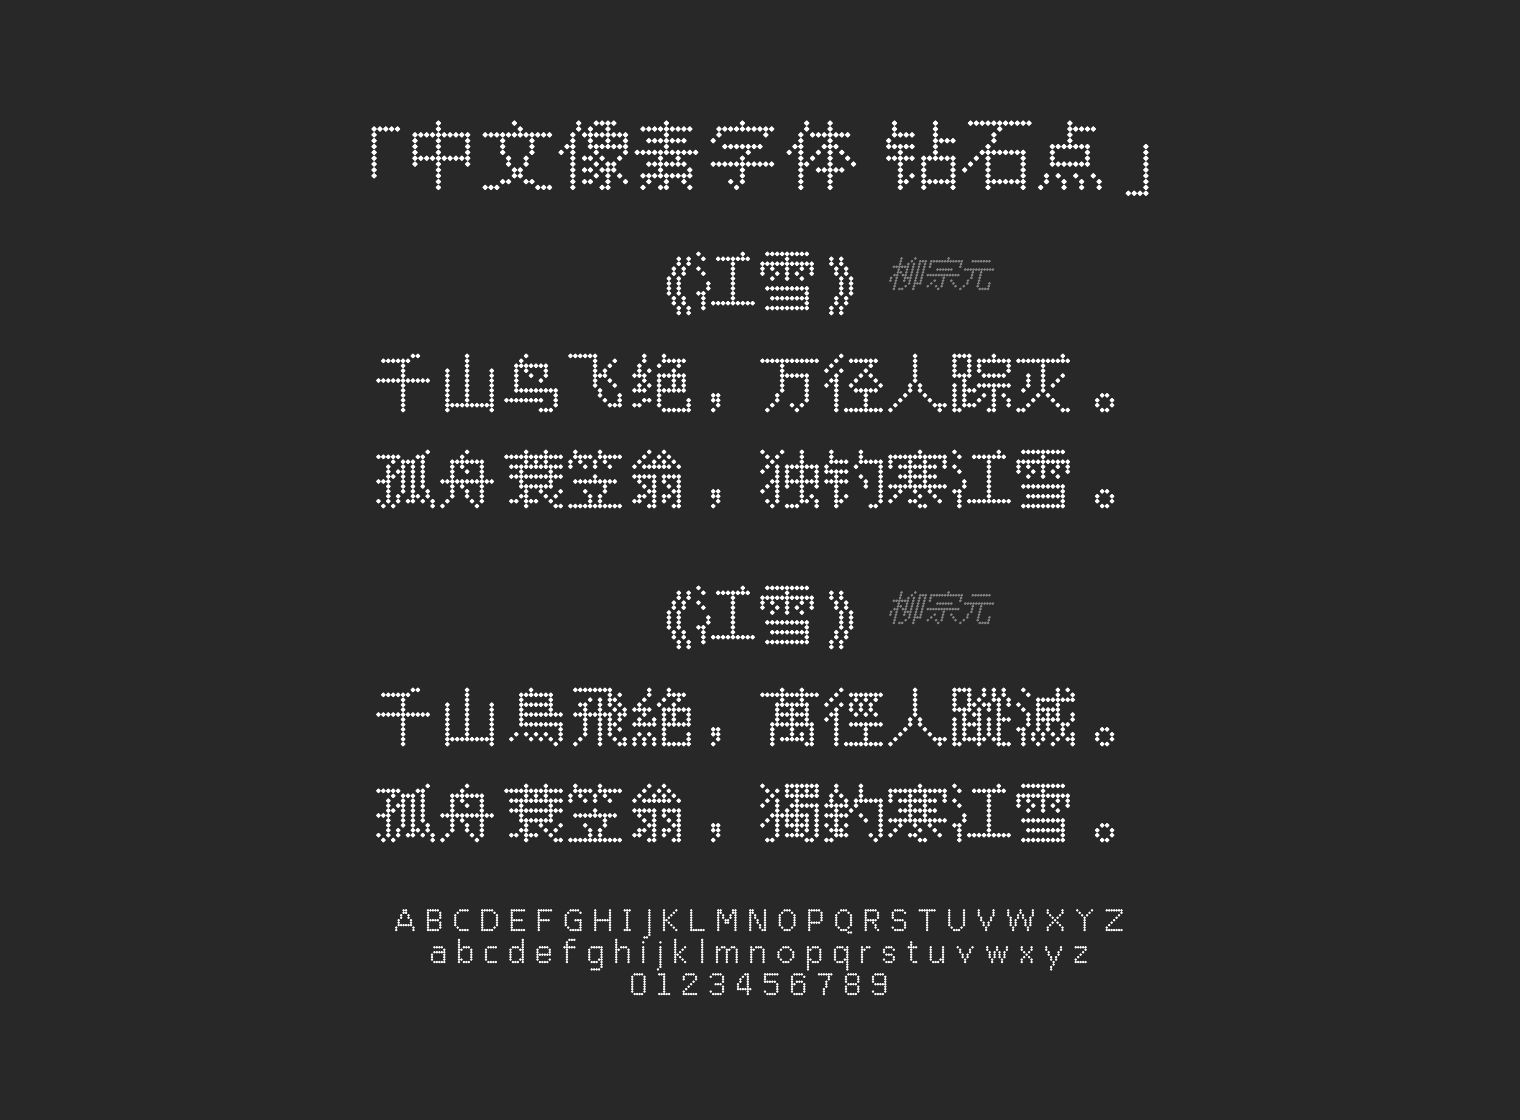 「中文像素字体 钻石点」
《江雪》 柳宗元
千山鸟飞绝，万径人踪灭。
孤舟蓑笠翁，独钓寒江雪。
《江雪》 柳宗元
千山鳥飛絶，萬徑人蹤滅。
孤舟蓑笠翁，獨釣寒江雪。
ABCDEFGHIJKLMNOPQRSTUVWXYZ
abcdefghijklmnopqrstuvwxyz
0123456789